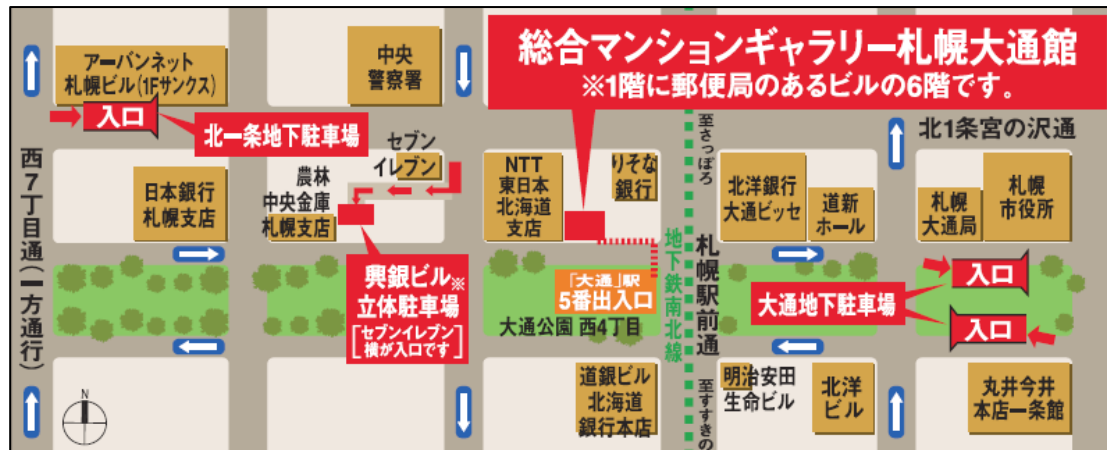 総合マンションギャラリー札幌大通館
※1階に郵便局のあるビルの6階です。
アーバンネット
札幌ビル(1Fサンクス)
中央
警察署
入口
北一条地下駐車場
至さっぽろ
北1条宮の沢通
西7丁目通(一方通行)
日本銀行
札幌支店
農林
中央金庫
札幌支店
セブン
イレブン
NTT
東日本
北海道
支店
りそな
銀行
北洋銀行
大通ビッセ
道新
ホール
札幌
大通局
札幌
市役所
地下鉄南北線
札幌駅前通
興銀ビル※
立体駐車場
[セブンイレブン
横が入口です]
「大通」駅
5番出入口
大通公園 西4丁目
入口
大通地下駐車場
入口
道銀ビル
北海道
銀行本店
至すすきの
明治安田
生命ビル
北洋
ビル
丸井今井
本店一条館
N